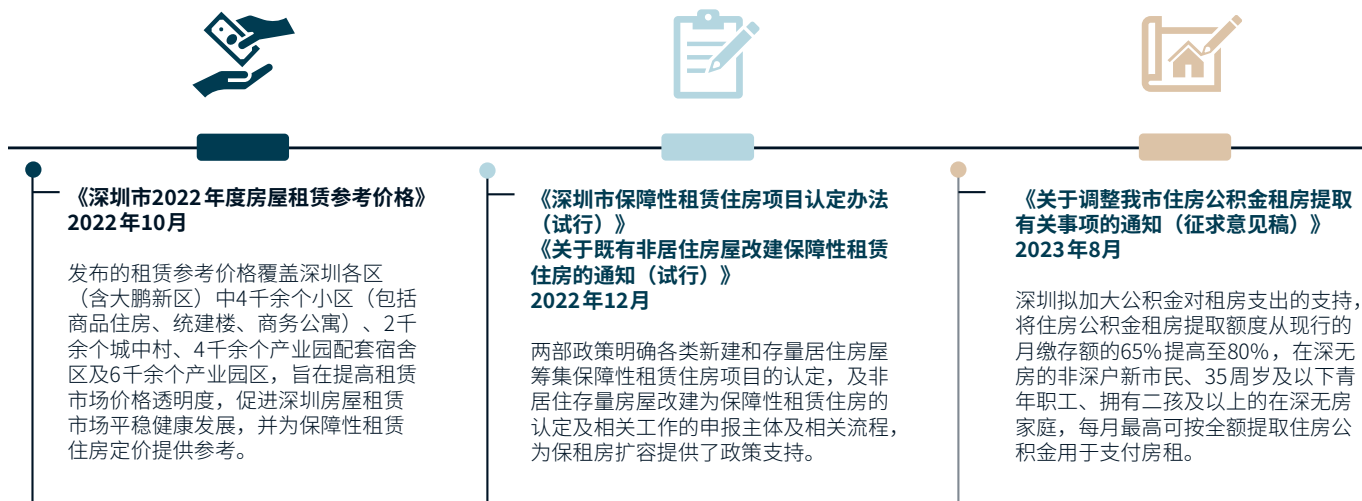 《深圳市2022年度房屋租赁参考价格》
2022年10月
发布的租赁参考价格覆盖深圳各区
（含大鹏新区）中4千余个小区（包括
商品住房、统建楼、商务公寓）、2千
余个城中村、4千余个产业园配套宿舍
区及6千余个产业园区，旨在提高租赁
市场价格透明度，促进深圳房屋租赁
市场平稳健康发展，并为保障性租赁
住房定价提供参考。
《深圳市保障性租赁住房项目认定办法
（试行）》
《关于既有非居住房屋改建保障性租赁
住房的通知（试行）》
2022年12月
两部政策明确各类新建和存量居住房屋
筹集保障性租赁住房项目的认定，及非
居住存量房屋改建为保障性租赁住房的
认定及相关工作的申报主体及相关流程，
为保租房扩容提供了政策支持。
《关于调整我市住房公积金租房提取
有关事项的通知（征求意见稿）》
2023年8月
深圳拟加大公积金对租房支出的支持，
将住房公积金租房提取额度从现行的
月缴存额的65%提高至80%，在深无
房的非深户新市民、35周岁及以下青
年职工、拥有二孩及以上的在深无房
家庭，每月最高可按全额提取住房公
积金用于支付房租。